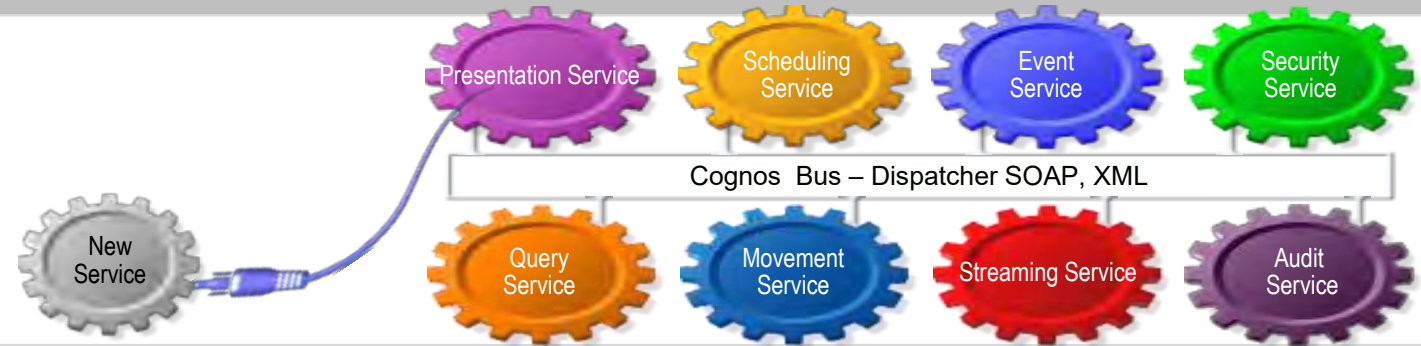 Presentation Service
Scheduling
Service
Event
Service
Security
Service
Cognos Bus – Dispatcher SOAP, XML
New
Service
Query
Service
Movement
Service
Streaming Service
Audit
Service